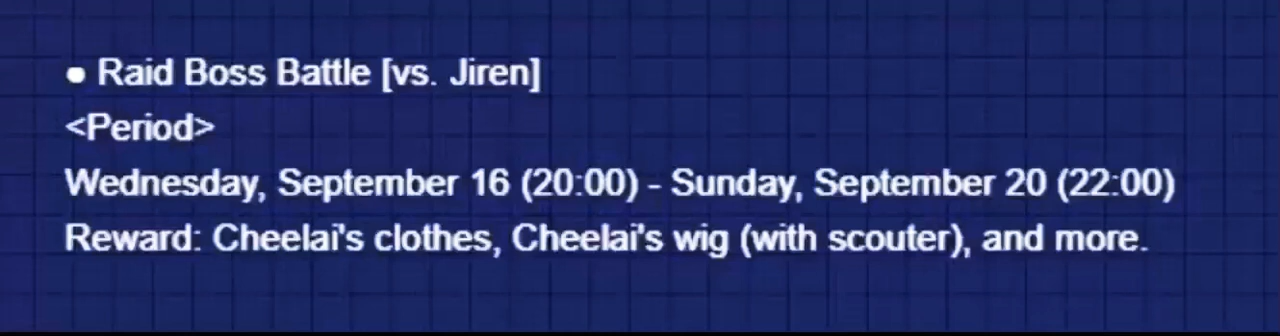 ● Raid Boss Battle [vs. Jiren]
<Period>
Wednesday, September 16 (20:00) - Sunday, September 20 (22:00)
Reward: Cheelai's clothes, Cheelai's wig (with scouter), and more.